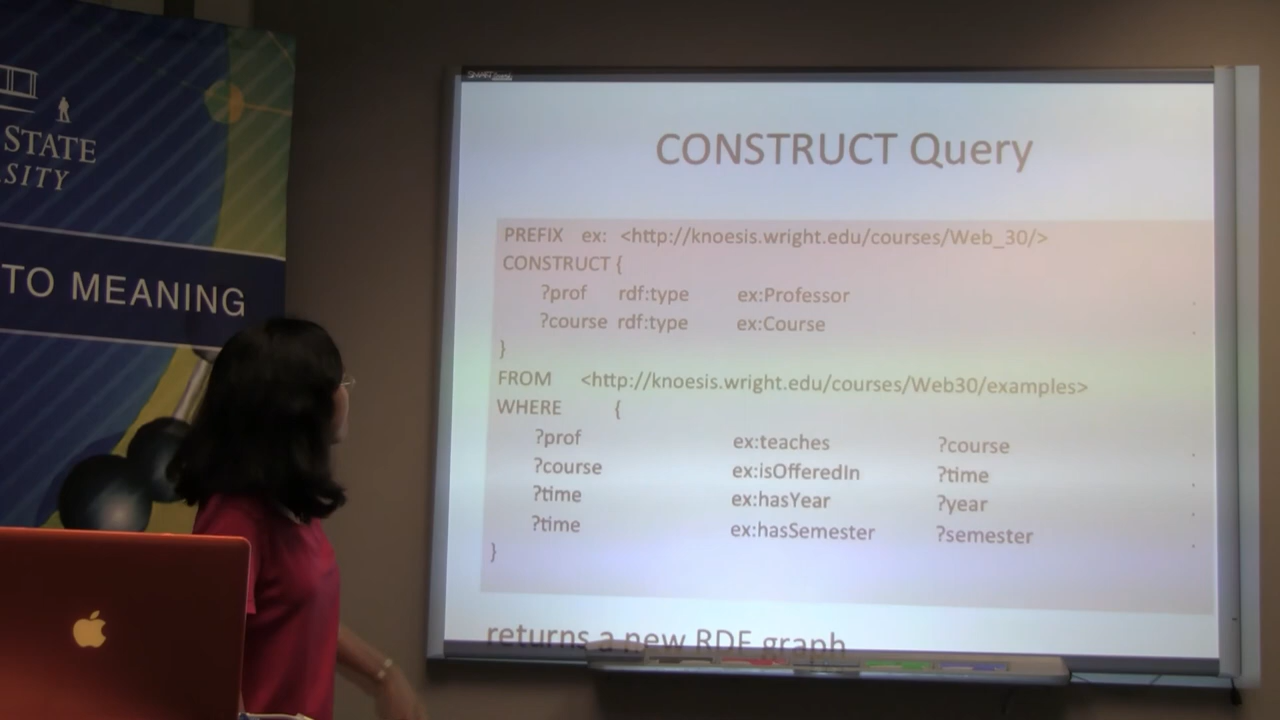 STATE
SITY
TO MEANING
SMART Board
CONSTRUCT Query
PREFIX ex: <http://knoesis.wright.edu/courses/Web_30/>
CONSTRUCT {
?prof rdf:type ex:Professor .
?course rdf:type ex:Course .
}
FROM <http://knoesis.wright.edu/courses/Web30/examples>
WHERE {
?prof ex:teaches ?course .
?course ex:isOfferedIn ?time .
?time ex:hasYear ?year .
?time ex:hasSemester ?semester .
}
returns a new RDF graph